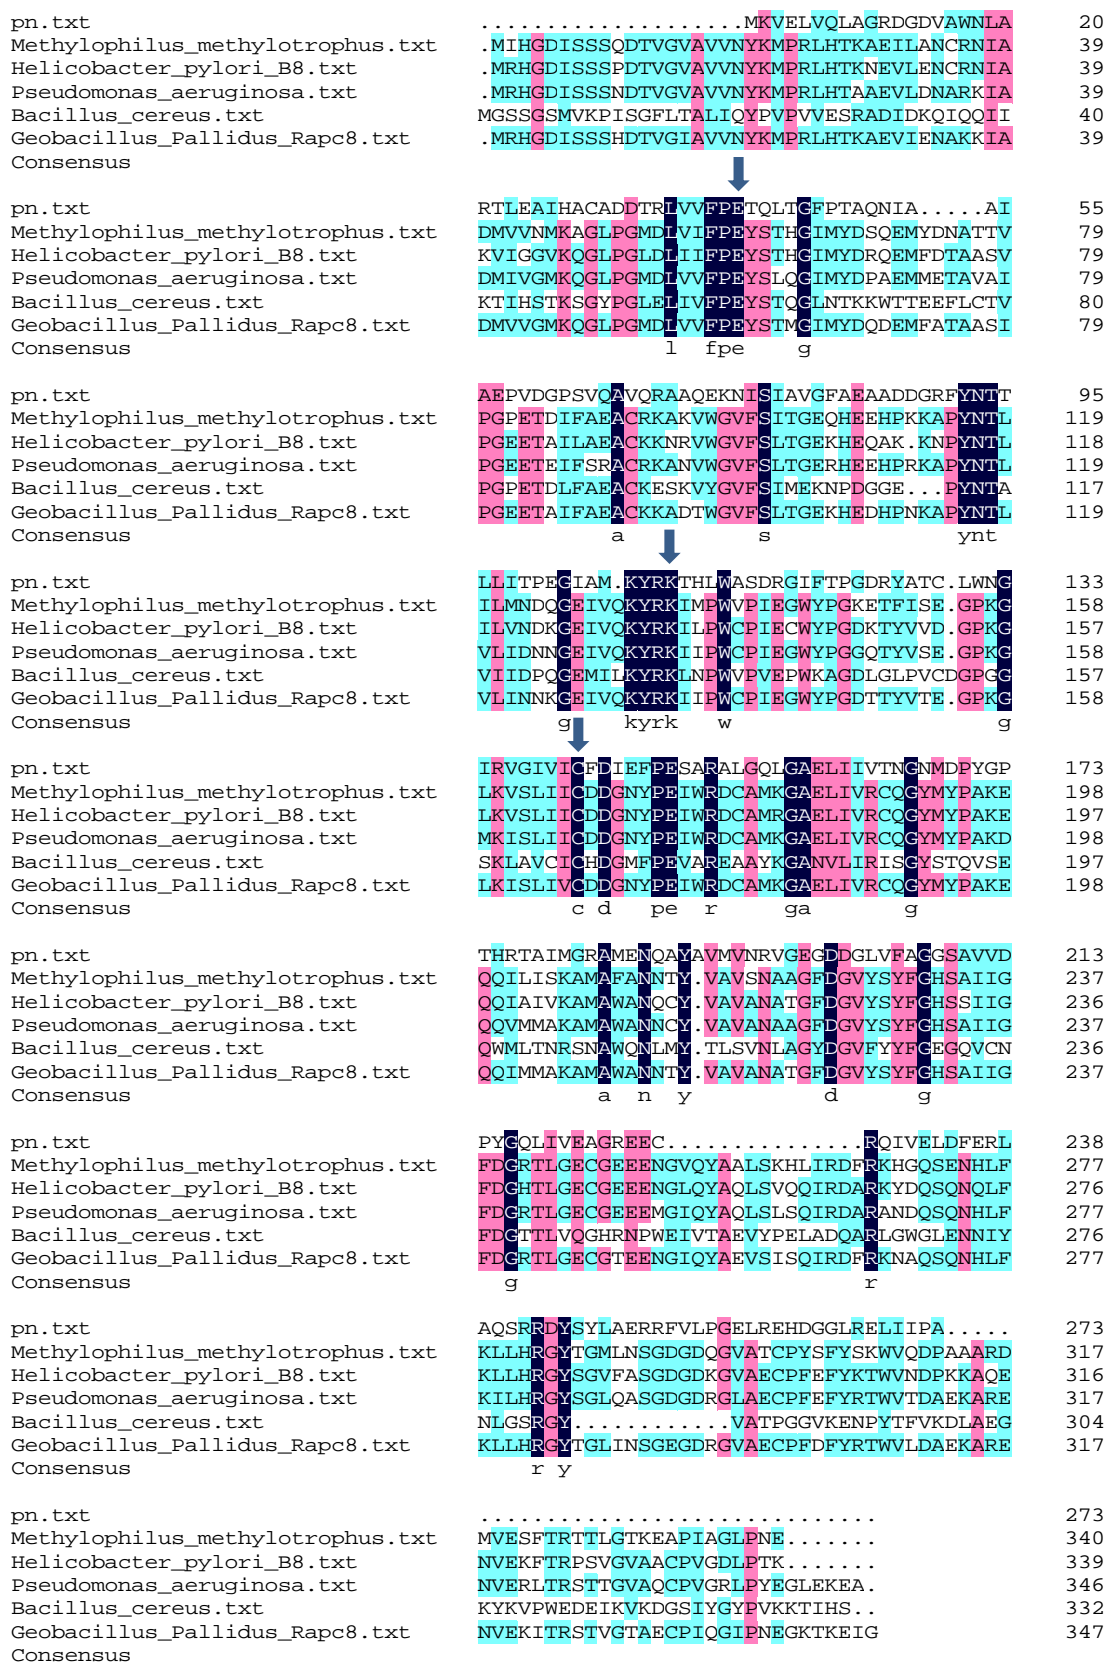 pn.txt ....................MKVELVQLAGRDGDVAWNLA 20
Methylophilus_methylotrophus.txt .MIHGDISSSQDTVGVAVVNYKMPRLHTKAEILANCRNIA 39
Helicobacter_pylori_B8.txt .MRHGDISSSPDTVGVAVVNYKMPRLHTKNEVLENCRNIA 39
Pseudomonas_aeruginosa.txt .MRHGDISSSNDTVGVAVVNYKMPRLHTAAEVLDNARKIA 39
Bacillus_cereus.txt MGSSGSMVKPISGFLTALIQYPVPVVESRADIDKQIQQII 40
Geobacillus_Pallidus_Rapc8.txt .MRHGDISSSHDTVGIAVVNYKMPRLHTKAEVIENAKKIA 39
Consensus
pn.txt RTLEAIHACADDTRLVVFPETQLTGFPTAQNIA.....AI 55
Methylophilus_methylotrophus.txt DMVVNMKAGLPGMDLVIFPEYSTHGIMYDSQEMYDNATTV 79
Helicobacter_pylori_B8.txt KVIGGVKQGLPGLDLIIFPEYSTHGIMYDRQEMFDTAASV 79
Pseudomonas_aeruginosa.txt DMIVGMKQGLPGMDLVVFPEYSLQGIMYDPAEMMETAVAI 79
Bacillus_cereus.txt KTIHSTKSGYPGLELIVFPEYSTQGLNTKKWTTEEFLCTV 80
Geobacillus_Pallidus_Rapc8.txt DMVVGMKQGLPGMDLVVFPEYSTMGIMYDQDEMFATAASI 79
Consensus l fpe g
pn.txt AEPVDGPSVQAVQRAAQEKNISIAVGFAEAADDGRFYNTT 95
Methylophilus_methylotrophus.txt PGPETDIFAEACRKAKVWGVFSITGEQHEEHPKKAPYNTL 119
Helicobacter_pylori_B8.txt PGEETAILAEACKKNRVWGVFSLTGEKHEQAK.KNPYNTL 118
Pseudomonas_aeruginosa.txt PGEETEIFSRACRKANVWGVFSLTGERHEEHPRKAPYNTL 119
Bacillus_cereus.txt PGPETDLFAEACKESKVYGVFSIMEKNPDGGE...PYNTA 117
Geobacillus_Pallidus_Rapc8.txt PGEETAIFAEACKKADTWGVFSLTGEKHEDHPNKAPYNTL 119
Consensus a s ynt
pn.txt LLITPEGIAM.KYRKTHLWASDRGIFTPGDRYATC.LWNG 133
Methylophilus_methylotrophus.txt ILMNDQGEIVQKYRKIMPWVPIEGWYPGKETFISE.GPKG 158
Helicobacter_pylori_B8.txt ILVNDKGEIVQKYRKILPWCPIECWYPGDKTYVVD.GPKG 157
Pseudomonas_aeruginosa.txt VLIDNNGEIVQKYRKIIPWCPIEGWYPGGQTYVSE.GPKG 158
Bacillus_cereus.txt VIIDPQGEMILKYRKLNPWVPVEPWKAGDLGLPVCDGPGG 157
Geobacillus_Pallidus_Rapc8.txt VLINNKGEIVQKYRKIIPWCPIEGWYPGDTTYVTE.GPKG 158
Consensus g kyrk w g
pn.txt IRVGIVICFDIEFPESARALGQLGAELIIVTNGNMDPYGP 173
Methylophilus_methylotrophus.txt LKVSLIICDDGNYPEIWRDCAMKGAELIVRCQGYMYPAKE 198
Helicobacter_pylori_B8.txt LKVSLIICDDGNYPEIWRDCAMRGAELIVRCQGYMYPAKE 197
Pseudomonas_aeruginosa.txt MKISLIICDDGNYPEIWRDCAMKGAELIVRCQGYMYPAKD 198
Bacillus_cereus.txt SKLAVCICHDGMFPEVAREAAYKGANVLIRISGYSTQVSE 197
Geobacillus_Pallidus_Rapc8.txt LKISLIVCDDGNYPEIWRDCAMKGAELIVRCQGYMYPAKE 198
Consensus c d pe r ga g
pn.txt THRTAIMGRAMENQAYAVMVNRVGEGDDGLVFAGGSAVVD 213
Methylophilus_methylotrophus.txt QQILISKAMAFANNTY.VAVSNAAGFDGVYSYFGHSAIIG 237
Helicobacter_pylori_B8.txt QQIAIVKAMAWANQCY.VAVANATGFDGVYSYFGHSSIIG 236
Pseudomonas_aeruginosa.txt QQVMMAKAMAWANNCY.VAVANAAGFDGVYSYFGHSAIIG 237
Bacillus_cereus.txt QWMLTNRSNAWQNLMY.TLSVNLAGYDGVFYYFGEGQVCN 236
Geobacillus_Pallidus_Rapc8.txt QQIMMAKAMAWANNTY.VAVANATGFDGVYSYFGHSAIIG 237
Consensus a n y d g
pn.txt PYGQLIVEAGREEC...............RQIVELDFERL 238
Methylophilus_methylotrophus.txt FDGRTLGECGEEENGVQYAALSKHLIRDFRKHGQSENHLF 277
Helicobacter_pylori_B8.txt FDGHTLGECGEEENGLQYAQLSVQQIRDARKYDQSQNQLF 276
Pseudomonas_aeruginosa.txt FDGRTLGECGEEEMGIQYAQLSLSQIRDARANDQSQNHLF 277
Bacillus_cereus.txt FDGTTLVQGHRNPWEIVTAEVYPELADQARLGWGLENNIY 276
Geobacillus_Pallidus_Rapc8.txt FDGRTLGECGTEENGIQYAEVSISQIRDFRKNAQSQNHLF 277
Consensus g r
pn.txt AQSRRDYSYLAERRFVLPGELREHDGGLRELIIPA..... 273
Methylophilus_methylotrophus.txt KLLHRGYTGMLNSGDGDQGVATCPYSFYSKWVQDPAAARD 317
Helicobacter_pylori_B8.txt KLLHRGYSGVFASGDGDKGVAECPFEFYKTWVNDPKKAQE 316
Pseudomonas_aeruginosa.txt KILHRGYSGLQASGDGDRGLAECPFEFYRTWVTDAEKARE 317
Bacillus_cereus.txt NLGSRGY............VATPGGVKENPYTFVKDLAEG 304
Geobacillus_Pallidus_Rapc8.txt KLLHRGYTGLINSGEGDRGVAECPFDFYRTWVLDAEKARE 317
Consensus r y
pn.txt .............................. 273
Methylophilus_methylotrophus.txt MVESFTRTTLGTKEAPIAGLPNE....... 340
Helicobacter_pylori_B8.txt NVEKFTRPSVGVAACPVGDLPTK....... 339
Pseudomonas_aeruginosa.txt NVERLTRSTTGVAQCPVGRLPYEGLEKEA. 346
Bacillus_cereus.txt KYKVPWEDEIKVKDGSIYGYPVKKTIHS.. 332
Geobacillus_Pallidus_Rapc8.txt NVEKITRSTVGTAECPIQGIPNEGKTKEIG 347
Consensus